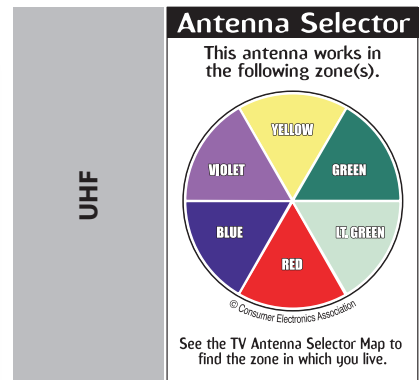 UHF
Antenna Selector
This antenna works in
the following zone(s).
YELLOW
VIOLET
GREEN
BLUE
LT. GREEN
RED
© Consumer Electronics Association
See the TV Antenna Selector Map to
find the zone in which you live.